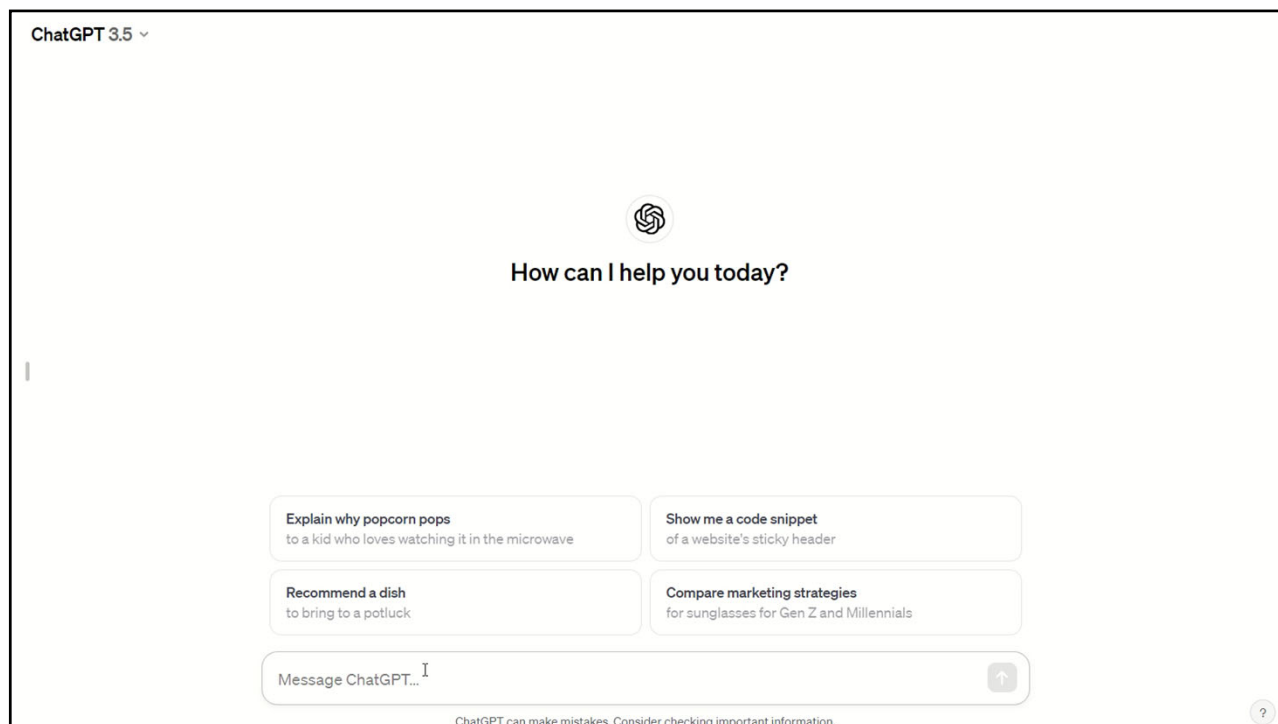 ChatGPT 3.5
How can I help you today?
Explain why popcorn pops
to a kid who loves watching it in the microwave
Show me a code snippet
of a website's sticky header
Recommend a dish
to bring to a potluck
Compare marketing strategies
for sunglasses for Gen Z and Millennials
Message ChatGPT...
ChatGPT can make mistakes. Consider checking important information.
?